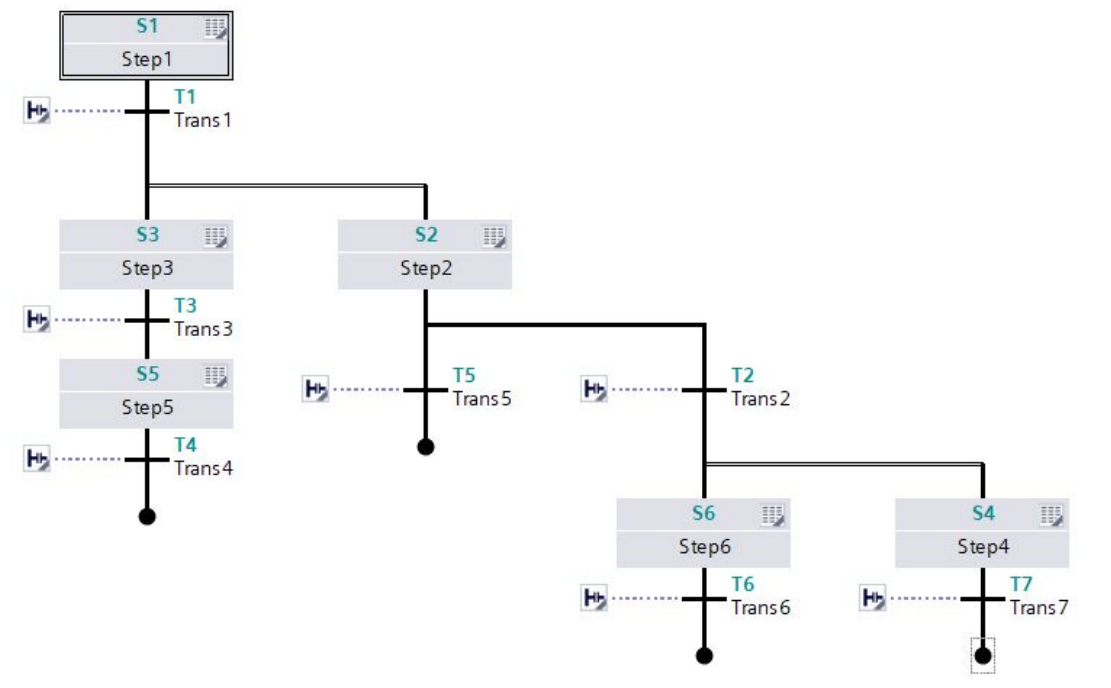 S1
Step1
T1
Trans1
S3
Step3
S2
Step2
T3
Trans3
S5
Step5
T5
Trans5
T2
Trans2
T4
Trans4
S6
Step6
S4
Step4
T6
Trans6
T7
Trans7